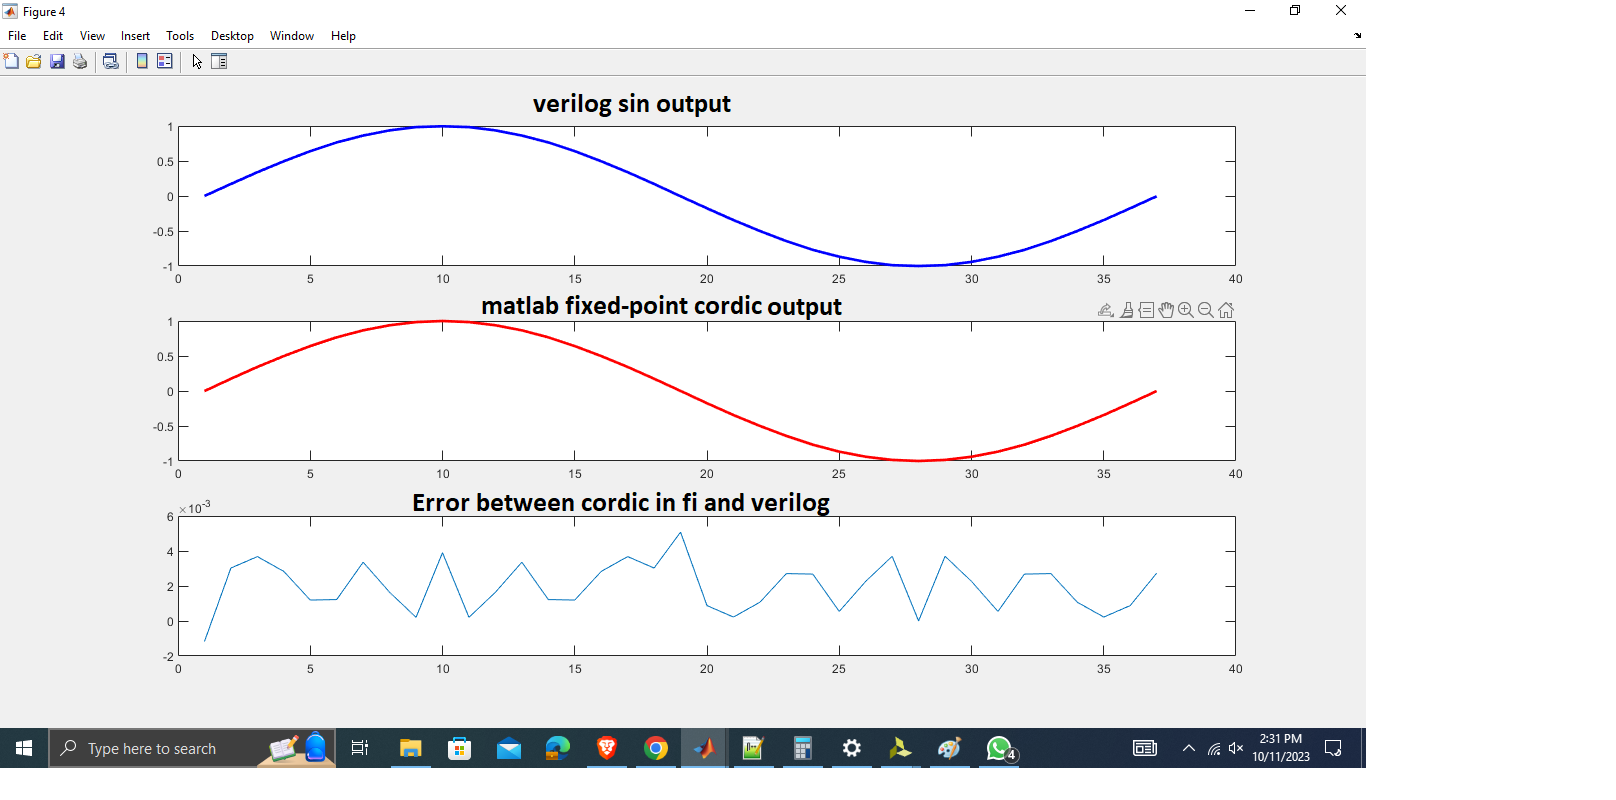 Figure 4
File Edit View Insert Tools Desktop Window Help
verilog sin output
1
0.5
0
-0.5
-1
0 5 10 15 20 25 30 35 40
matlab fixed-point cordic output
1
0.5
0
-0.5
-1
0 5 10 15 20 25 30 35 40
Error between cordic in fi and verilog
×10-3
6
4
2
0
-2
0 5 10 15 20 25 30 35 40
Type here to search
4
2:31 PM
10/11/2023